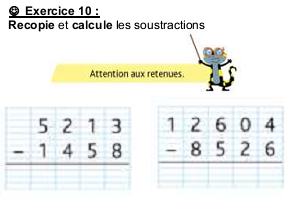 ☺ Exercice 10 :
Recopie et calcule les soustractions
Attention aux retenues.
5 2 1 3
- 1 4 5 8
1 2 6 0 4
- 8 5 2 6